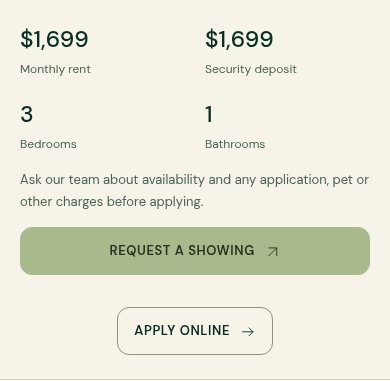 $1,699 $1,699
Monthly rent Security deposit
3 1
Bedrooms Bathrooms
Ask our team about availability and any application, pet or
other charges before applying.
REQUEST A SHOWING
APPLY ONLINE